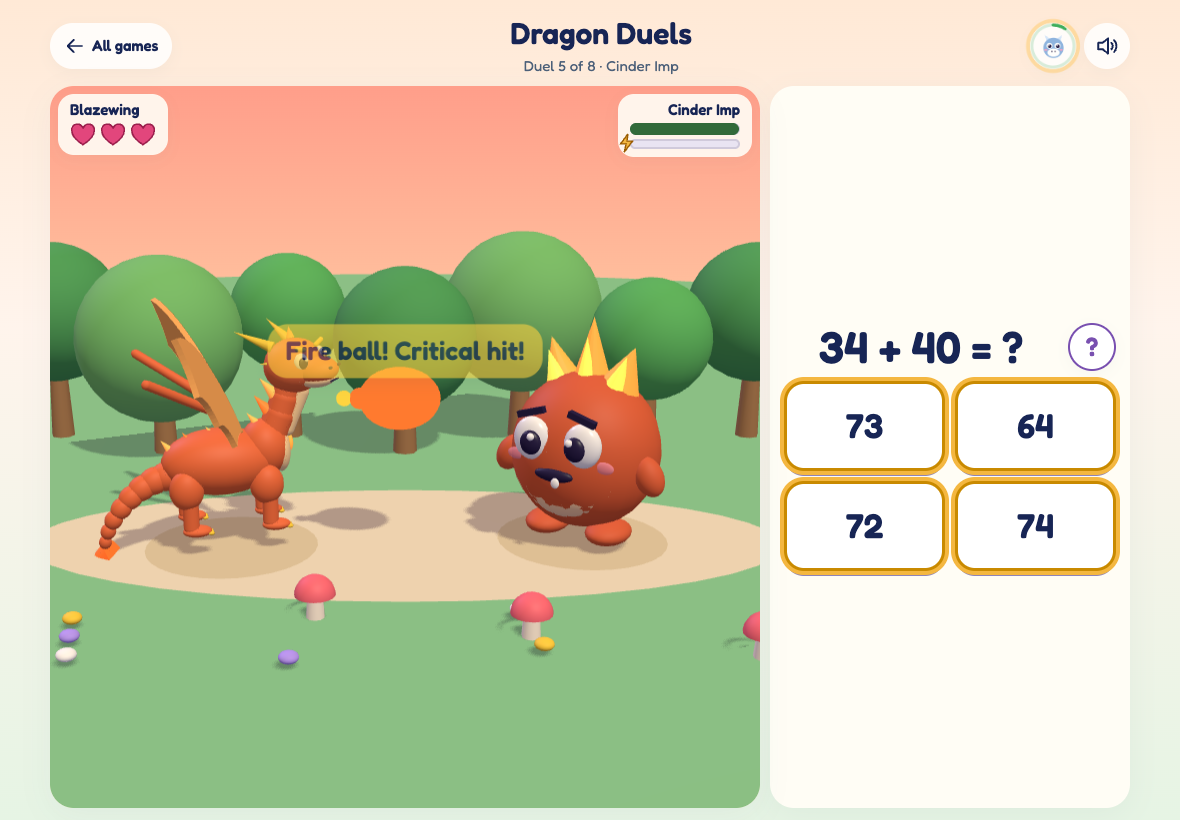 All games
Dragon Duels
Duel 5 of 8 · Cinder Imp
Blazewing
Cinder Imp
Fire ball! Critical hit!
34 + 40 = ?
?
73
64
72
74